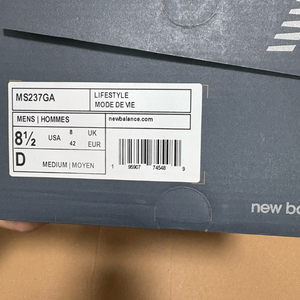 MS237GA
LIFESTYLE
MODE DE VIE
MENS | HOMMES
newbalance.com
8½ USA 8 UK
42 EUR
D MEDIUM | MOYEN
1 95907 74548 9
new ba